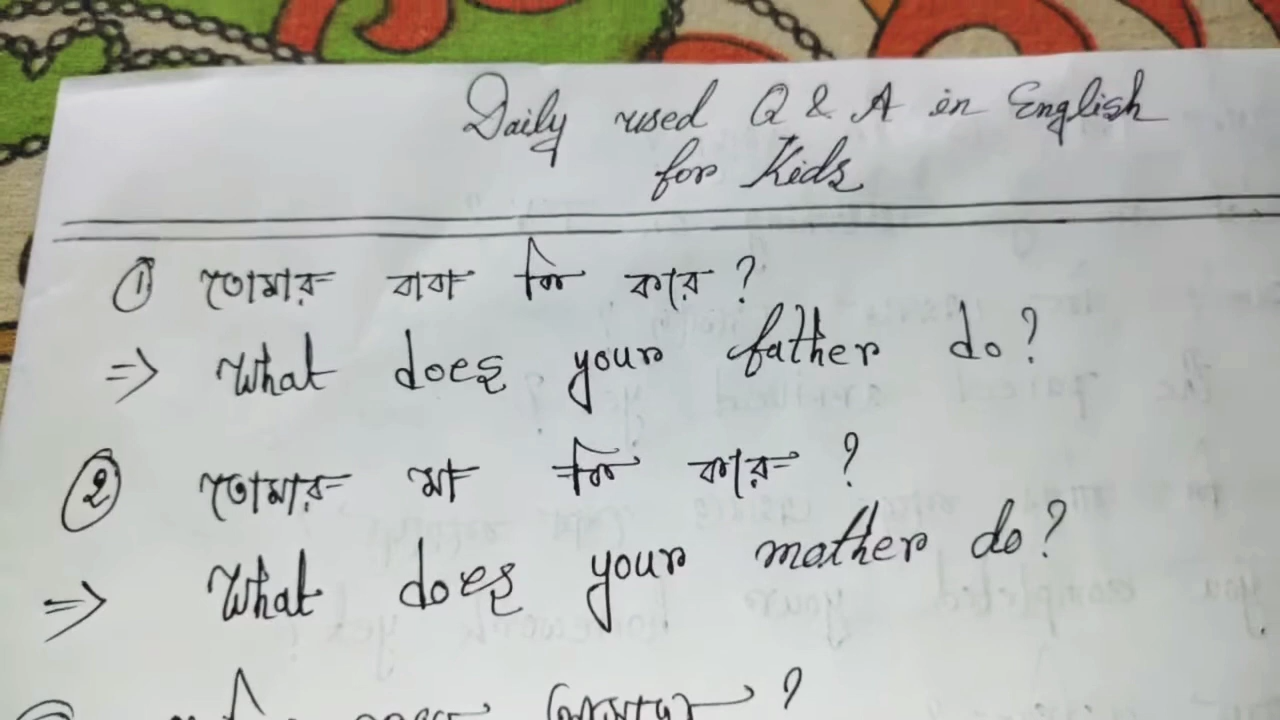 Daily used Q & A in English
for Kids
① তোমার বাবা কি করে ?
⇒ What does your father do?
② তোমার মা কি করে ?
⇒ What does your mother do?
?